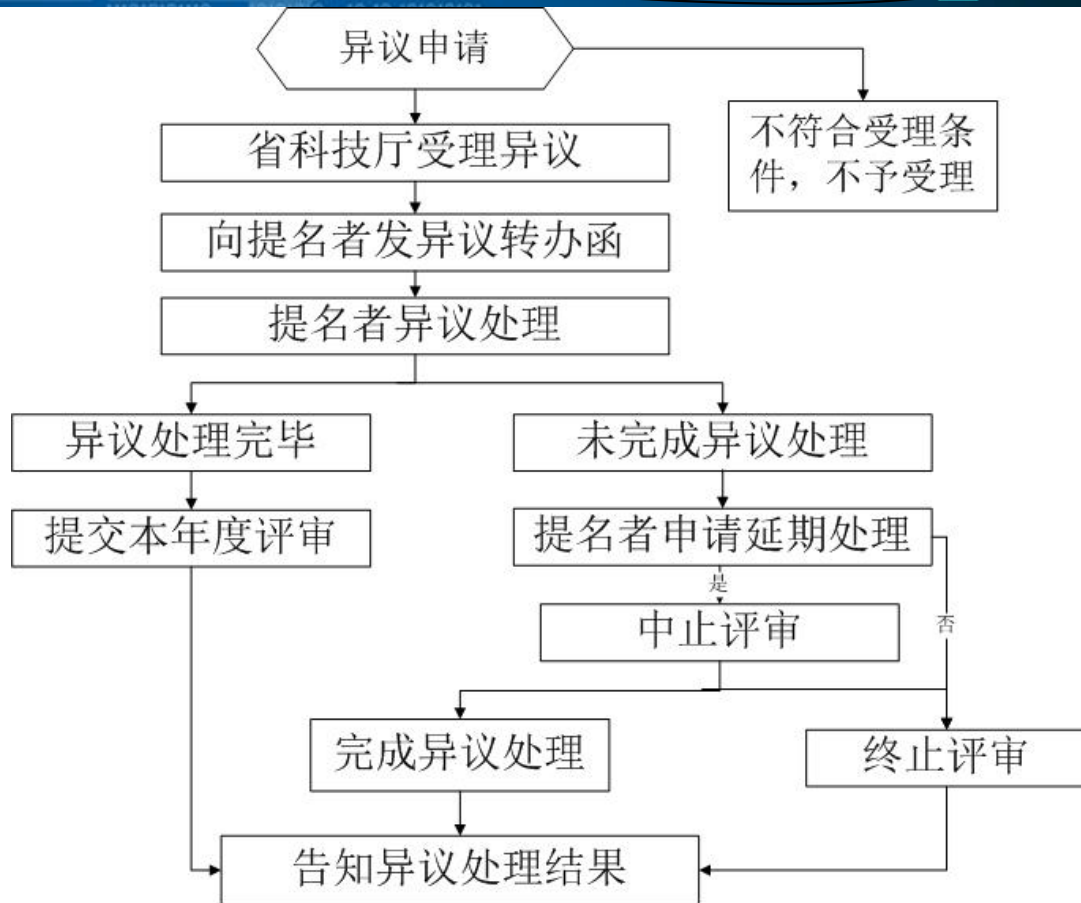 异议申请
省科技厅受理异议
不符合受理条
件，不予受理
向提名者发异议转办函
提名者异议处理
异议处理完毕
未完成异议处理
提交本年度评审
提名者申请延期处理
是
中止评审
否
完成异议处理
终止评审
告知异议处理结果